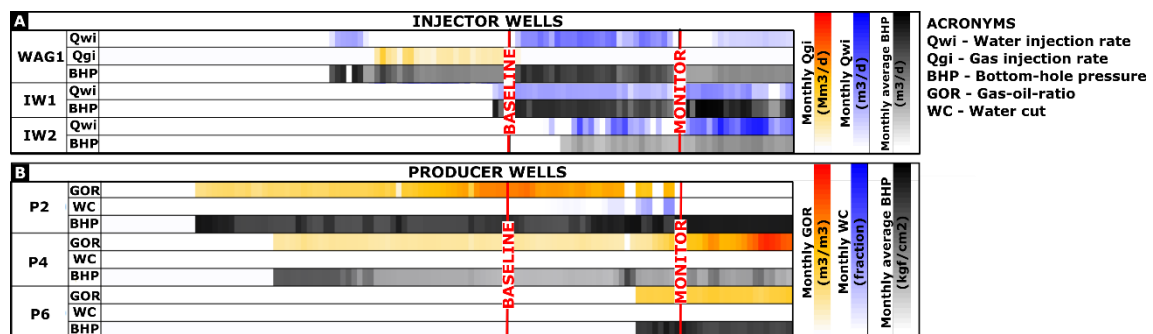 A INJECTOR WELLS
WAG1
Qwi
Qgi
BHP
IW1
Qwi
BHP
IW2
Qwi
BHP
BASELINE
MONITOR
Monthly Qgi
(Mm3/d)
Monthly Qwi
(m3/d)
Monthly average BHP
(m3/d)
ACRONYMS
Qwi - Water injection rate
Qgi - Gas injection rate
BHP - Bottom-hole pressure
GOR - Gas-oil-ratio
WC - Water cut
B PRODUCER WELLS
P2
GOR
WC
BHP
P4
GOR
WC
BHP
P6
GOR
WC
BHP
BASELINE
MONITOR
Monthly GOR
(m3/m3)
Monthly WC
(fraction)
Monthly average BHP
(kgf/cm2)